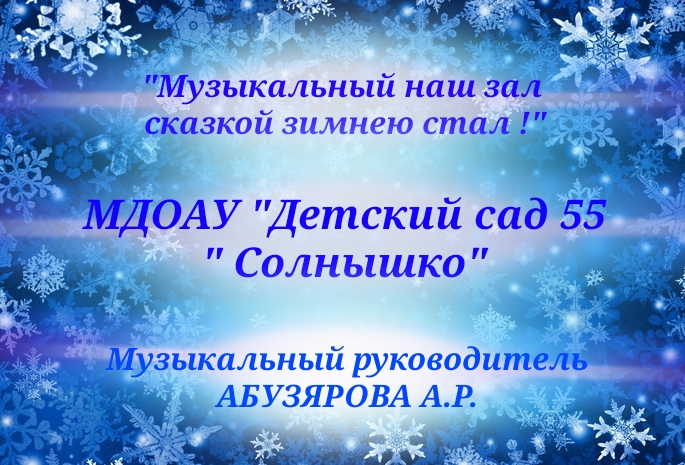 "Музыкальный наш зал
сказкой зимнею стал !"
МДОАУ "Детский сад 55
" Солнышко"
Музыкальный руководитель
АБУЗЯРОВА А.Р.